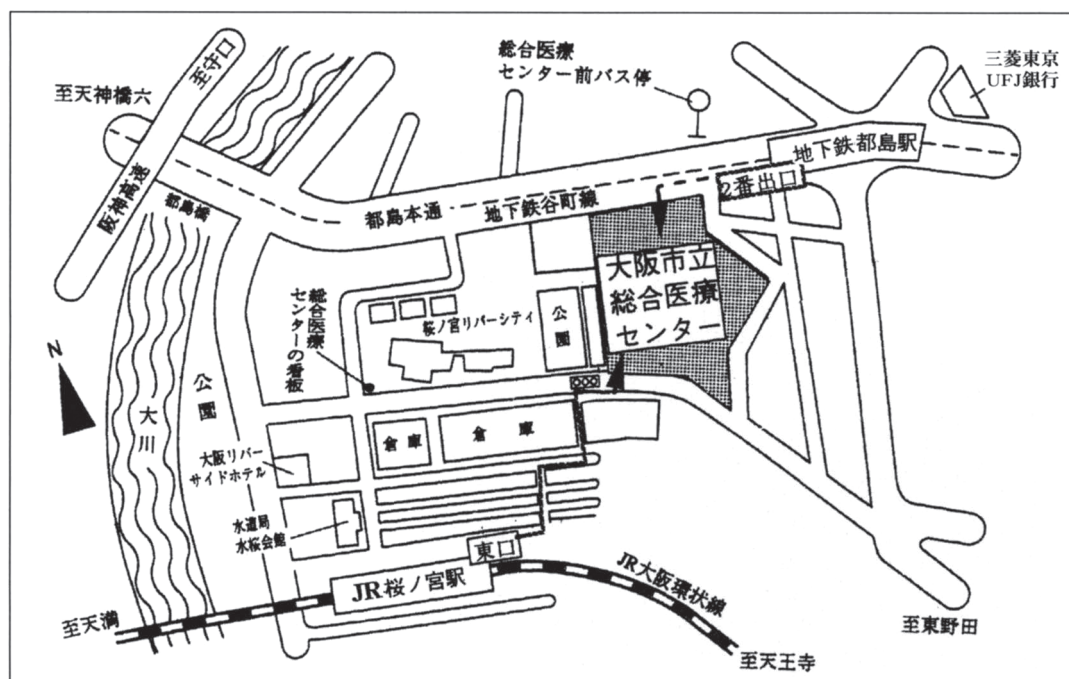 至守口
至天神橋六
阪神高速
都島橋
総合医療
センター前バス停
三菱東京
UFJ銀行
地下鉄都島駅
2番出口
都島本通
地下鉄谷町線
大阪市立
総合医療
センター
総合医療
センターの看板
桜ノ宮リバーシティ
公園
N
大川
公園
倉庫
倉庫
大阪リバー
サイドホテル
水道局
水桜会館
東口
JR桜ノ宮駅
JR大阪環状線
至天満
至東野田
至天王寺